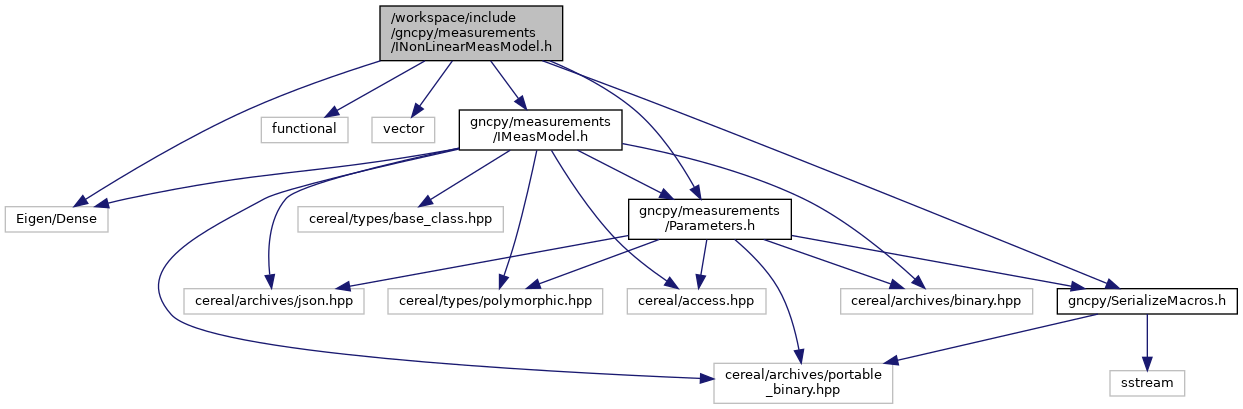 /workspace/include
/gncpy/measurements
/INonLinearMeasModel.h
functional
vector
gncpy/measurements
/IMeasModel.h
Eigen/Dense
cereal/types/base_class.hpp
gncpy/measurements
/Parameters.h
cereal/archives/json.hpp
cereal/types/polymorphic.hpp
cereal/access.hpp
cereal/archives/binary.hpp
gncpy/SerializeMacros.h
cereal/archives/portable
_binary.hpp
sstream